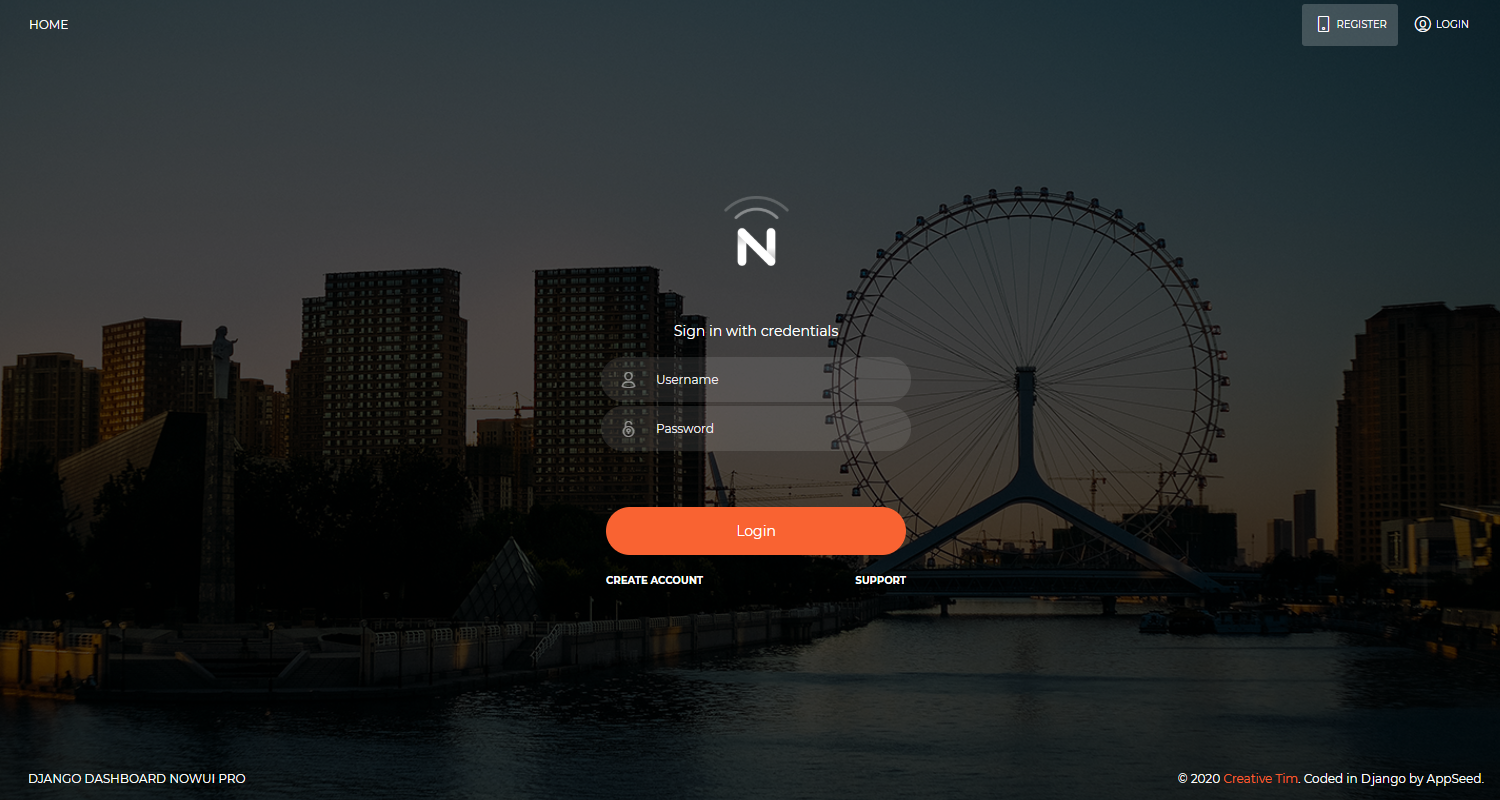 HOME
REGISTER
LOGIN
N
Sign in with credentials
Username
Password
Login
CREATE ACCOUNT
SUPPORT
DJANGO DASHBOARD NOWUI PRO
© 2020 Creative Tim. Coded in Django by AppSeed.